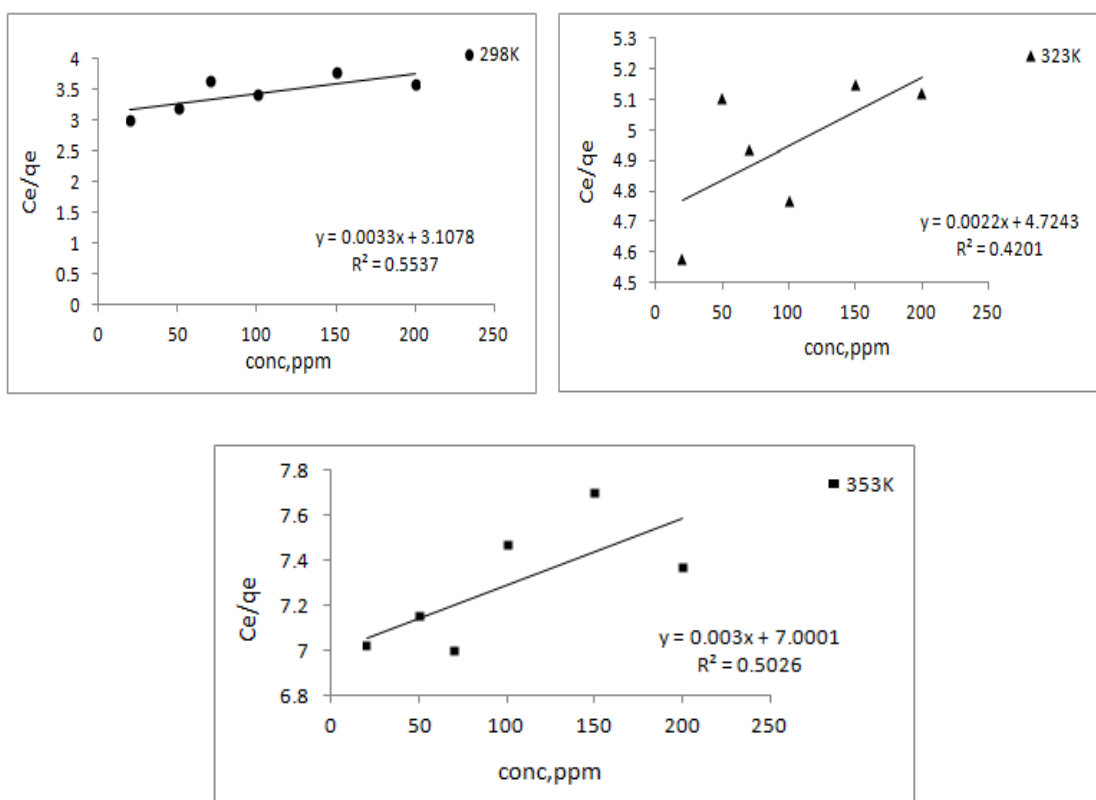 4
3.5
3
2.5
2
1.5
1
0.5
0
Ce/qe
298K
y = 0.0033x + 3.1078
R² = 0.5537
0 50 100 150 200 250
conc,ppm
5.3
5.2
5.1
5
4.9
4.8
4.7
4.6
4.5
Ce/qe
323K
y = 0.0022x + 4.7243
R² = 0.4201
0 50 100 150 200 250
conc,ppm
7.8
7.6
7.4
7.2
7
6.8
Ce/qe
353K
y = 0.003x + 7.0001
R² = 0.5026
0 50 100 150 200 250
conc,ppm